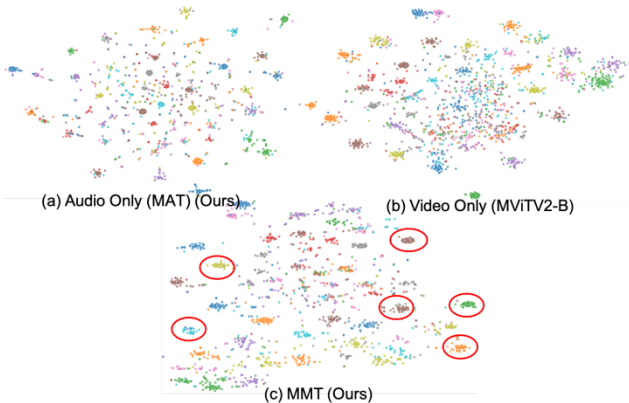 (a) Audio Only (MAT) (Ours)
(b) Video Only (MViTV2-B)
(c) MMT (Ours)